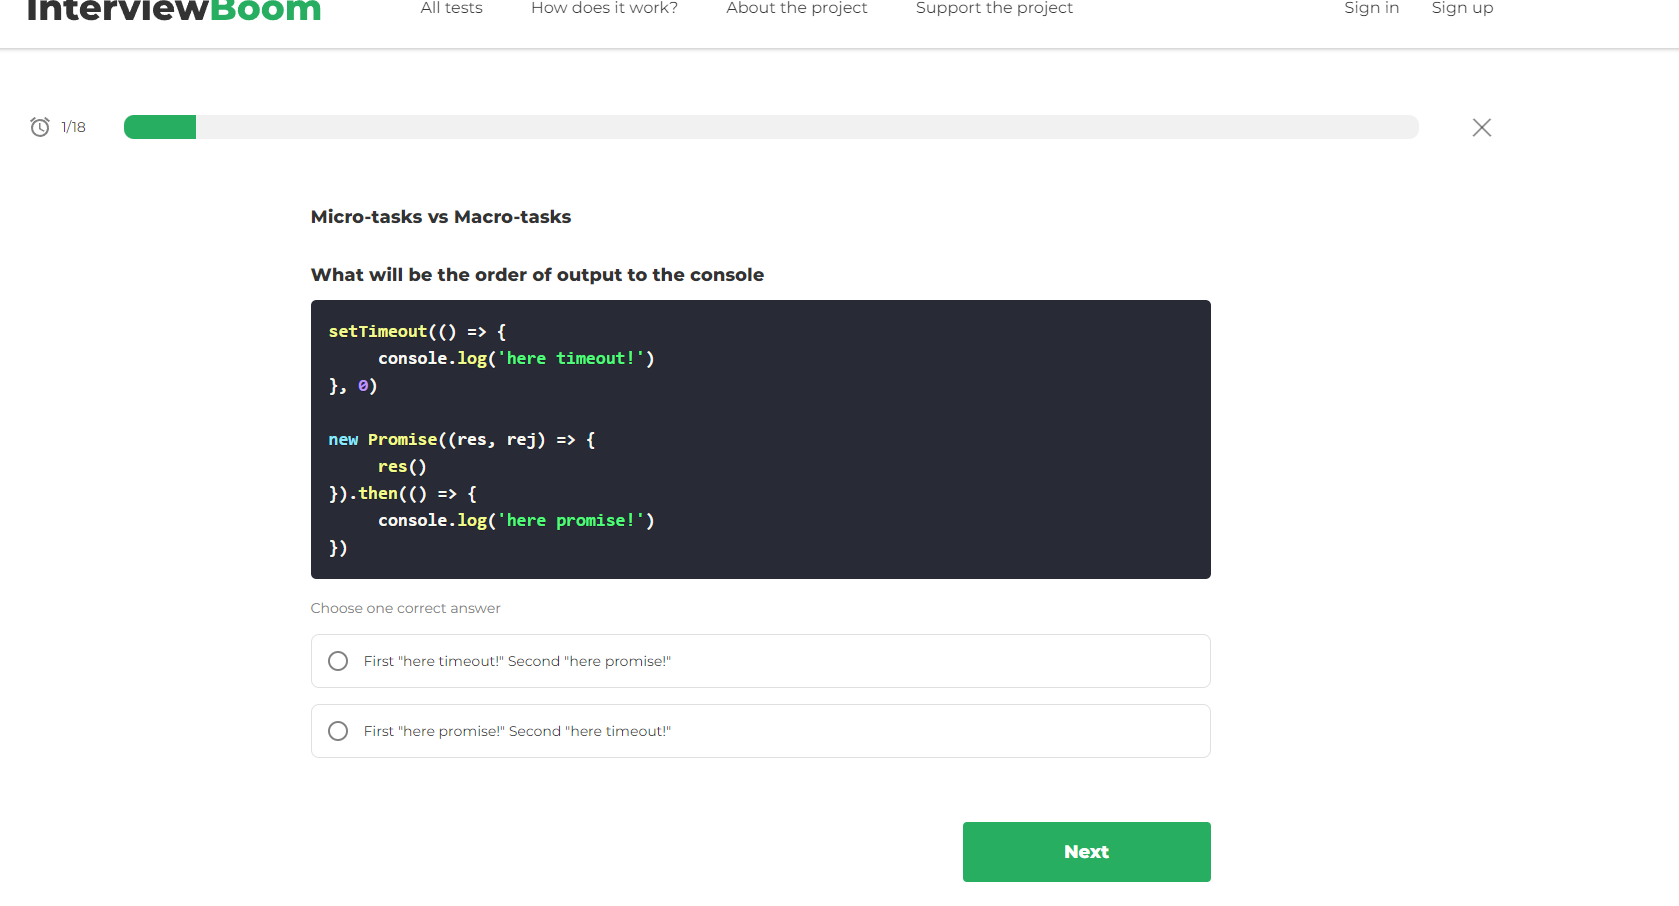 InterviewBoom All tests How does it work? About the project Support the project Sign in Sign up
1/18
Micro-tasks vs Macro-tasks
What will be the order of output to the console
setTimeout(() => {
console.log('here timeout!')
}, 0)
new Promise((res, rej) => {
res()
}).then(() => {
console.log('here promise!')
})
Choose one correct answer
First "here timeout!" Second "here promise!"
First "here promise!" Second "here timeout!"
Next